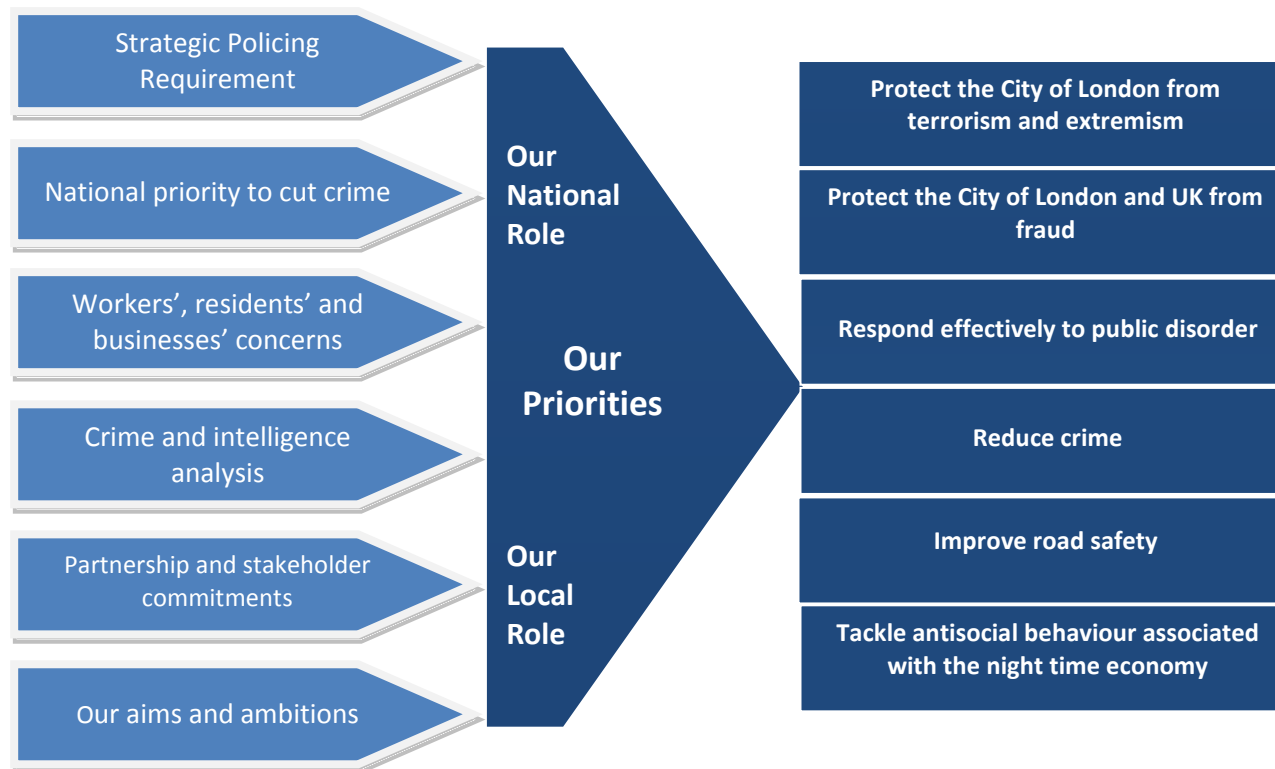 Strategic Policing
Requirement
National priority to cut crime
Workers’, residents’ and
businesses’ concerns
Crime and intelligence
analysis
Partnership and stakeholder
commitments
Our aims and ambitions
Our
National
Role
Our
Priorities
Our
Local
Role
Protect the City of London from
terrorism and extremism
Protect the City of London and UK from
fraud
Respond effectively to public disorder
Reduce crime
Improve road safety
Tackle antisocial behaviour associated
with the night time economy